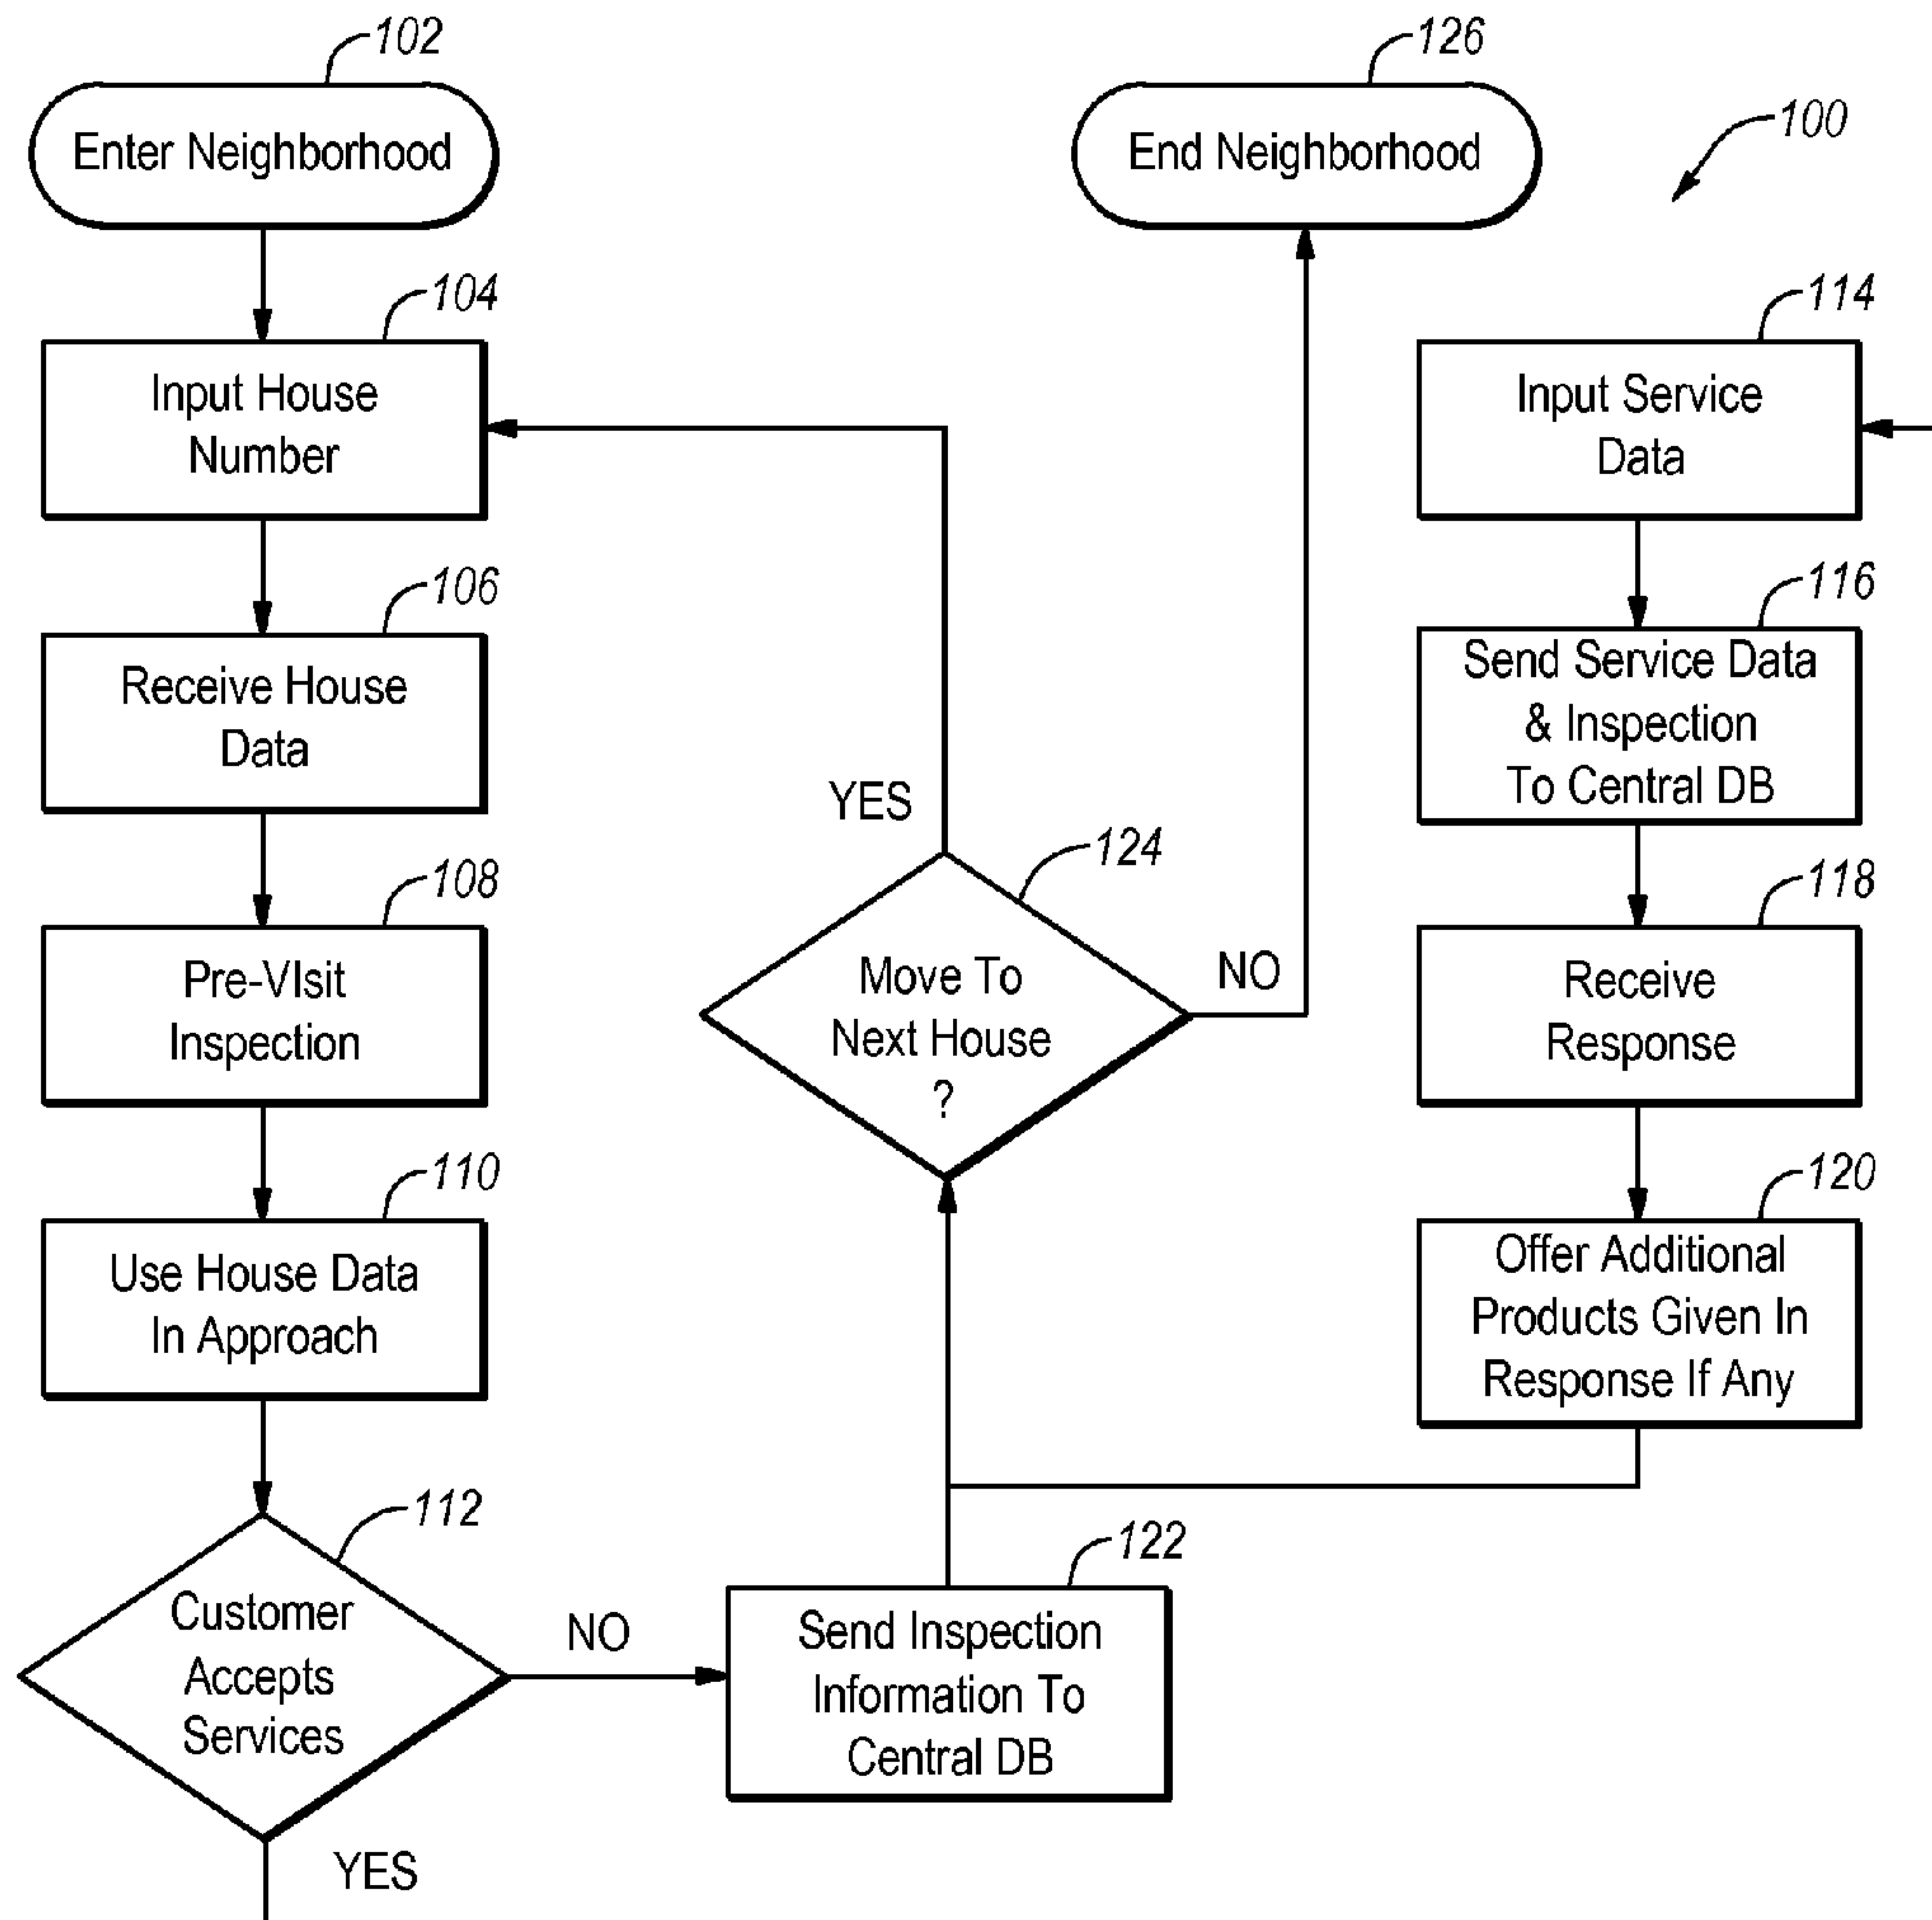 102
Enter Neighborhood
104
Input House
Number
106
Receive House
Data
108
Pre-VIsit
Inspection
110
Use House Data
In Approach
112
Customer
Accepts
Services
YES
NO
122
Send Inspection
Information To
Central DB
124
Move To
Next House
?
YES
NO
126
End Neighborhood
100
114
Input Service
Data
116
Send Service Data
& Inspection
To Central DB
118
Receive
Response
120
Offer Additional
Products Given In
Response If Any